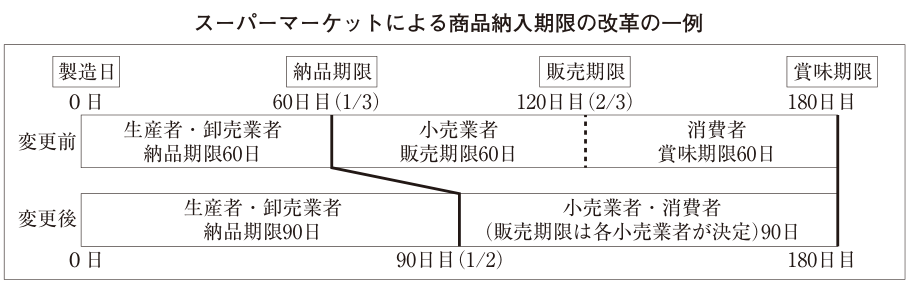 スーパーマーケットによる商品納入期限の改革の一例
製造日 納品期限 販売期限 賞味期限
0日 60日目(1/3) 120日目(2/3) 180日目
変更前
生産者・卸売業者 小売業者 消費者
納品期限60日 販売期限60日 賞味期限60日
変更後
生産者・卸売業者 小売業者・消費者
納品期限90日 (販売期限は各小売業者が決定)90日
0日 90日目(1/2) 180日目